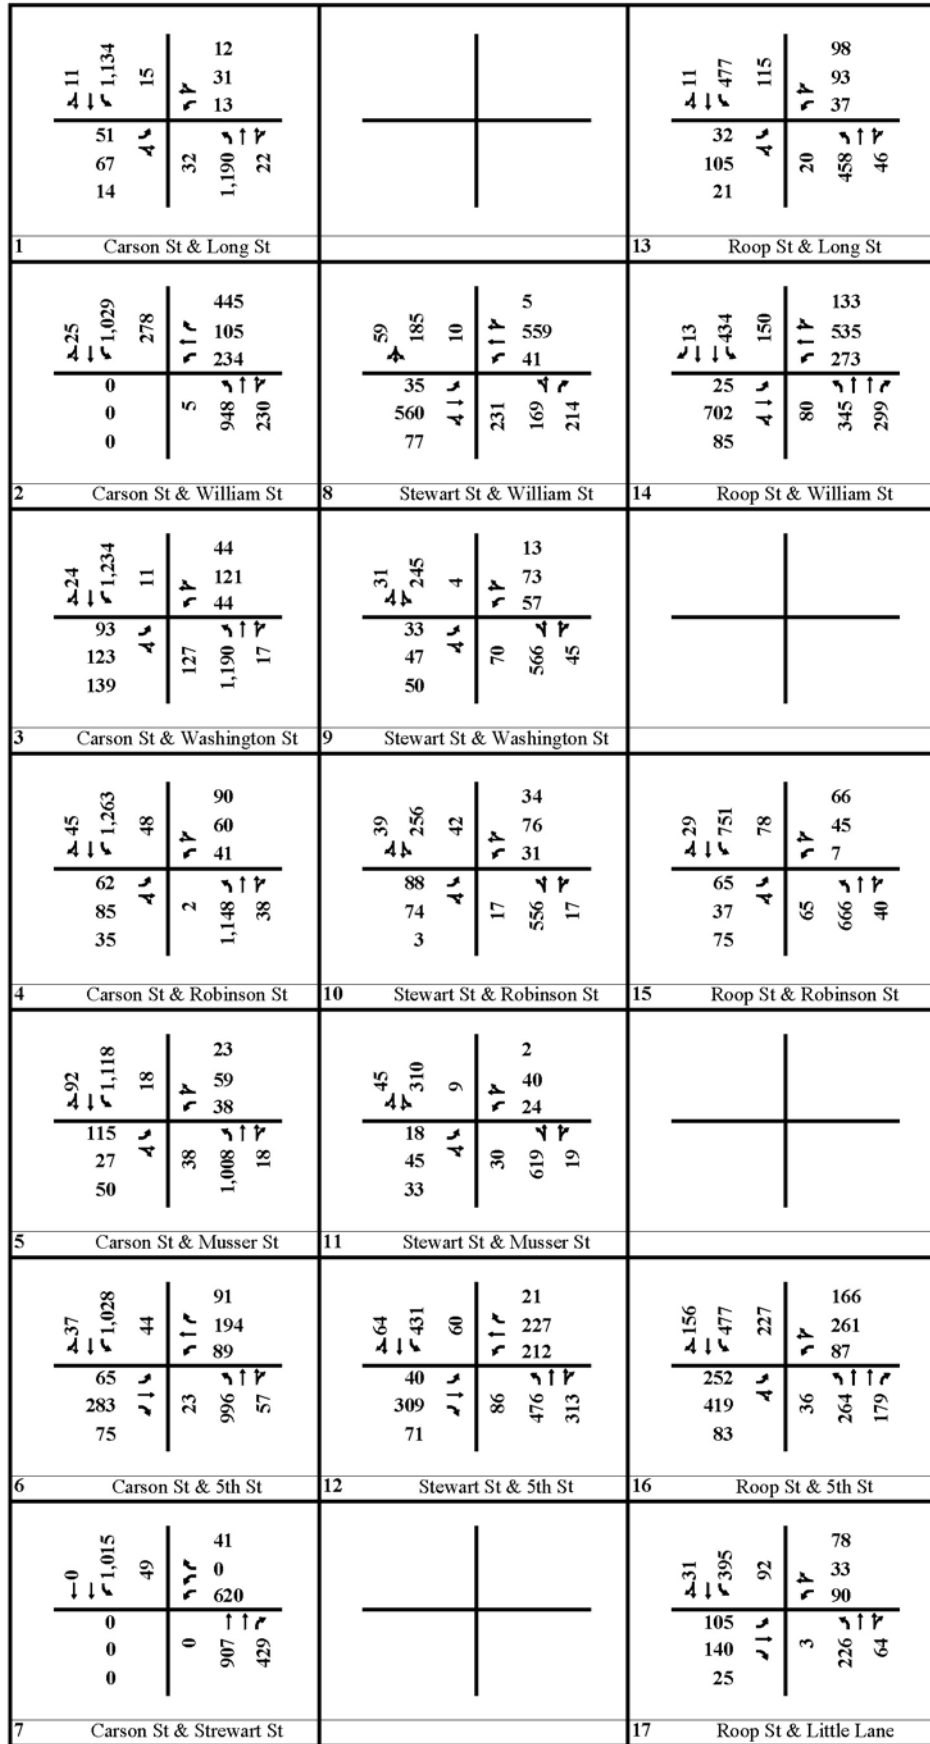 11 1,134 15
12
31
13
51
67
14
32 1,190 22
1 Carson St & Long St
11 477 115
98
93
37
32
105
21
20 458 46
13 Roop St & Long St
25 1,029 278
445
105
234
0
0
0
5 948 230
2 Carson St & William St
59 185 10
5
559
41
35
560
77
231 169 214
8 Stewart St & William St
13 434 150
133
535
273
25
702
85
80 345 299
14 Roop St & William St
24 1,234 11
44
121
44
93
123
139
127 1,190 17
3 Carson St & Washington St
31 245 4
13
73
57
33
47
50
70 566 45
9 Stewart St & Washington St
45 1,263 48
90
60
41
62
85
35
2 1,148 38
4 Carson St & Robinson St
39 256 42
34
76
31
88
74
3
17 556 17
10 Stewart St & Robinson St
29 751 78
66
45
7
65
37
75
65 666 40
15 Roop St & Robinson St
92 1,118 18
23
59
38
115
27
50
38 1,008 18
5 Carson St & Musser St
45 310 9
2
40
24
18
45
33
30 619 19
11 Stewart St & Musser St
37 1,028 44
91
194
89
65
283
75
23 996 57
6 Carson St & 5th St
64 431 60
21
227
212
40
309
71
86 476 313
12 Stewart St & 5th St
156 477 227
166
261
87
252
419
83
36 264 179
16 Roop St & 5th St
0 1,015 49
41
0
620
0
0
0
0 907 429
7 Carson St & Strewart St
31 395 92
78
33
90
105
140
25
3 226 64
17 Roop St & Little Lane